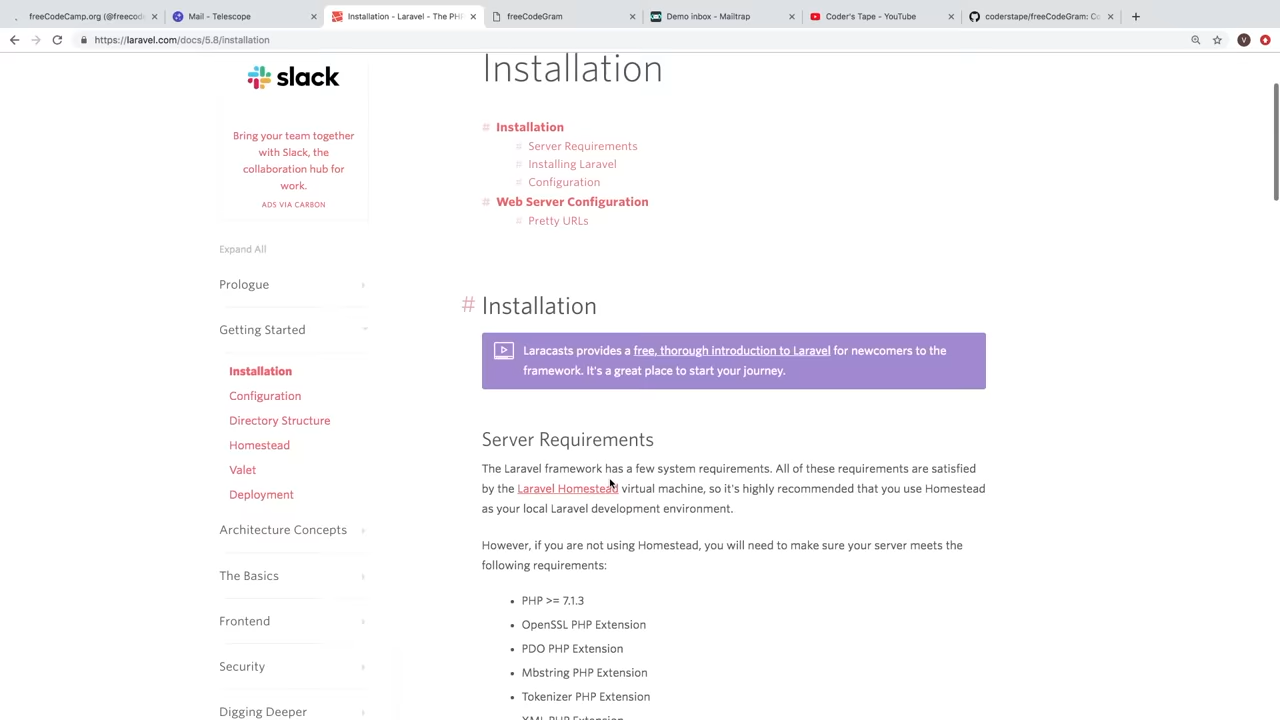 freeCodeCamp.org (@freecod
Mail - Telescope
Installation - Laravel - The PH
freeCodeGram
Demo inbox - Mailtrap
Coder's Tape - YouTube
coderstape/freeCodeGram: Co
https://laravel.com/docs/5.8/installation
V
slack
Bring your team together
with Slack, the
collaboration hub for
work.
ADS VIA CARBON
Expand All
Prologue
Getting Started
Installation
Configuration
Directory Structure
Homestead
Valet
Deployment
Architecture Concepts
The Basics
Frontend
Security
Digging Deeper
Installation
# Installation
# Server Requirements
# Installing Laravel
# Configuration
# Web Server Configuration
# Pretty URLs
# Installation
Laracasts provides a free, thorough introduction to Laravel for newcomers to the
framework. It's a great place to start your journey.
Server Requirements
The Laravel framework has a few system requirements. All of these requirements are satisfied
by the Laravel Homestead virtual machine, so it's highly recommended that you use Homestead
as your local Laravel development environment.
However, if you are not using Homestead, you will need to make sure your server meets the
following requirements:
• PHP >= 7.1.3
• OpenSSL PHP Extension
• PDO PHP Extension
• Mbstring PHP Extension
• Tokenizer PHP Extension
• XML PHP Extension